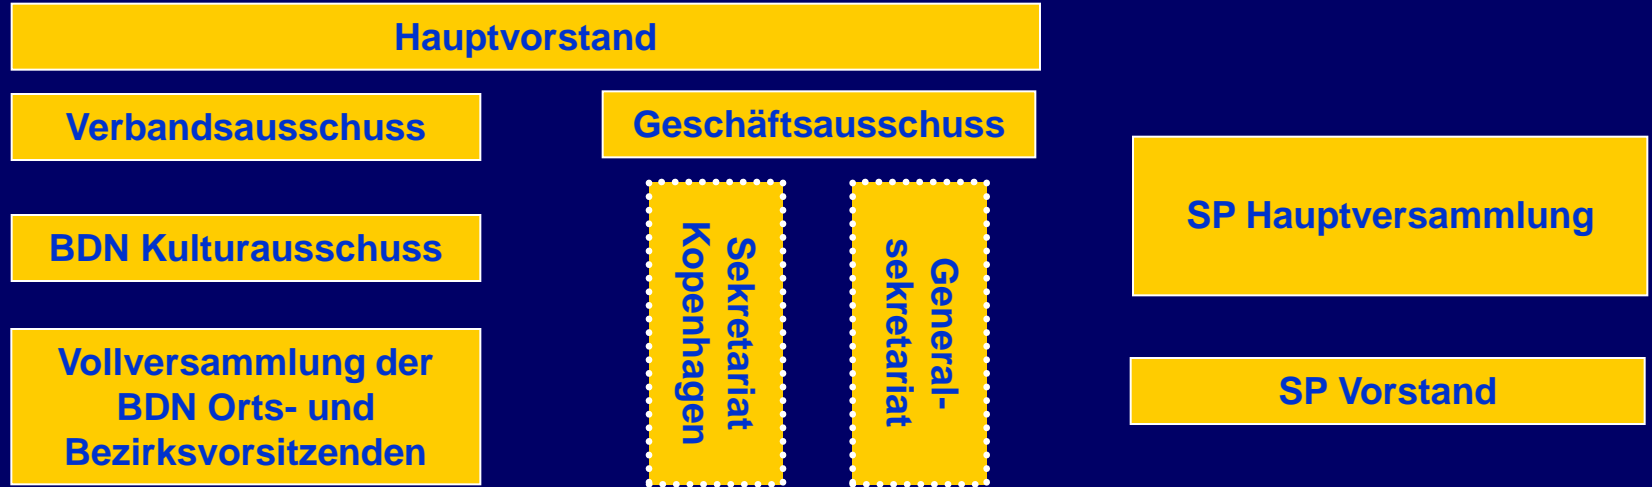 Hauptvorstand
Verbandsausschuss
Geschäftsausschuss
BDN Kulturausschuss
Vollversammlung der
BDN Orts- und
Bezirksvorsitzenden
Sekretariat
Kopenhagen
General-
sekretariat
SP Hauptversammlung
SP Vorstand